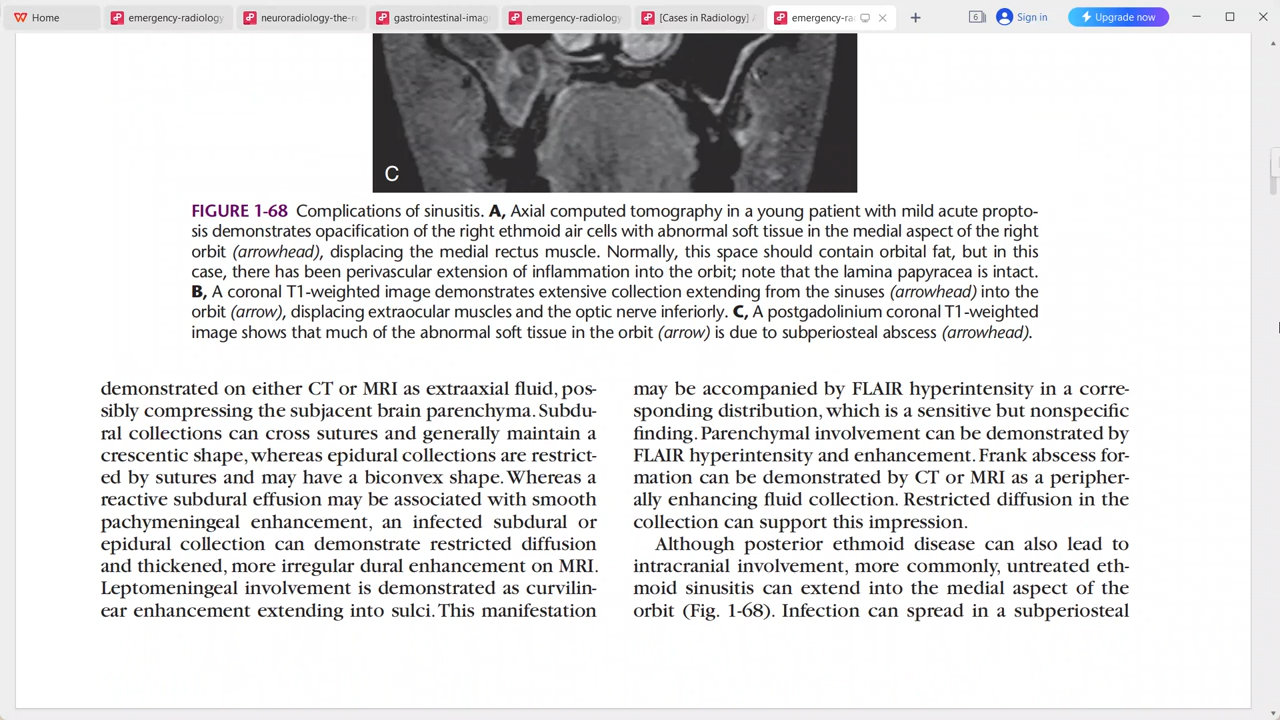 Home
emergency-radiology
neuroradiology-the-r
gastrointestinal-imag
emergency-radiology
[Cases in Radiology]
emergency-ra
6
Sign in
Upgrade now
C
FIGURE 1-68 Complications of sinusitis. A, Axial computed tomography in a young patient with mild acute propto-
sis demonstrates opacification of the right ethmoid air cells with abnormal soft tissue in the medial aspect of the right
orbit (arrowhead), displacing the medial rectus muscle. Normally, this space should contain orbital fat, but in this
case, there has been perivascular extension of inflammation into the orbit; note that the lamina papyracea is intact.
B, A coronal T1-weighted image demonstrates extensive collection extending from the sinuses (arrowhead) into the
orbit (arrow), displacing extraocular muscles and the optic nerve inferiorly. C, A postgadolinium coronal T1-weighted
image shows that much of the abnormal soft tissue in the orbit (arrow) is due to subperiosteal abscess (arrowhead).
demonstrated on either CT or MRI as extraaxial fluid, pos-
sibly compressing the subjacent brain parenchyma. Subdu-
ral collections can cross sutures and generally maintain a
crescentic shape, whereas epidural collections are restrict-
ed by sutures and may have a biconvex shape. Whereas a
reactive subdural effusion may be associated with smooth
pachymeningeal enhancement, an infected subdural or
epidural collection can demonstrate restricted diffusion
and thickened, more irregular dural enhancement on MRI.
Leptomeningeal involvement is demonstrated as curvilin-
ear enhancement extending into sulci. This manifestation
may be accompanied by FLAIR hyperintensity in a corre-
sponding distribution, which is a sensitive but nonspecific
finding. Parenchymal involvement can be demonstrated by
FLAIR hyperintensity and enhancement. Frank abscess for-
mation can be demonstrated by CT or MRI as a peripher-
ally enhancing fluid collection. Restricted diffusion in the
collection can support this impression.
Although posterior ethmoid disease can also lead to
intracranial involvement, more commonly, untreated eth-
moid sinusitis can extend into the medial aspect of the
orbit (Fig. 1-68). Infection can spread in a subperiosteal